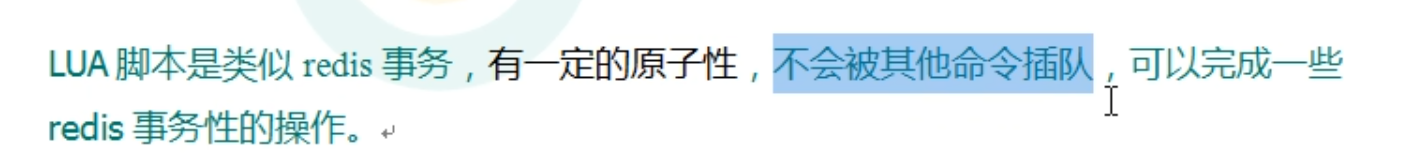 LUA 脚本是类似 redis 事务，有一定的原子性，不会被其他命令插队，可以完成一些
redis 事务性的操作。